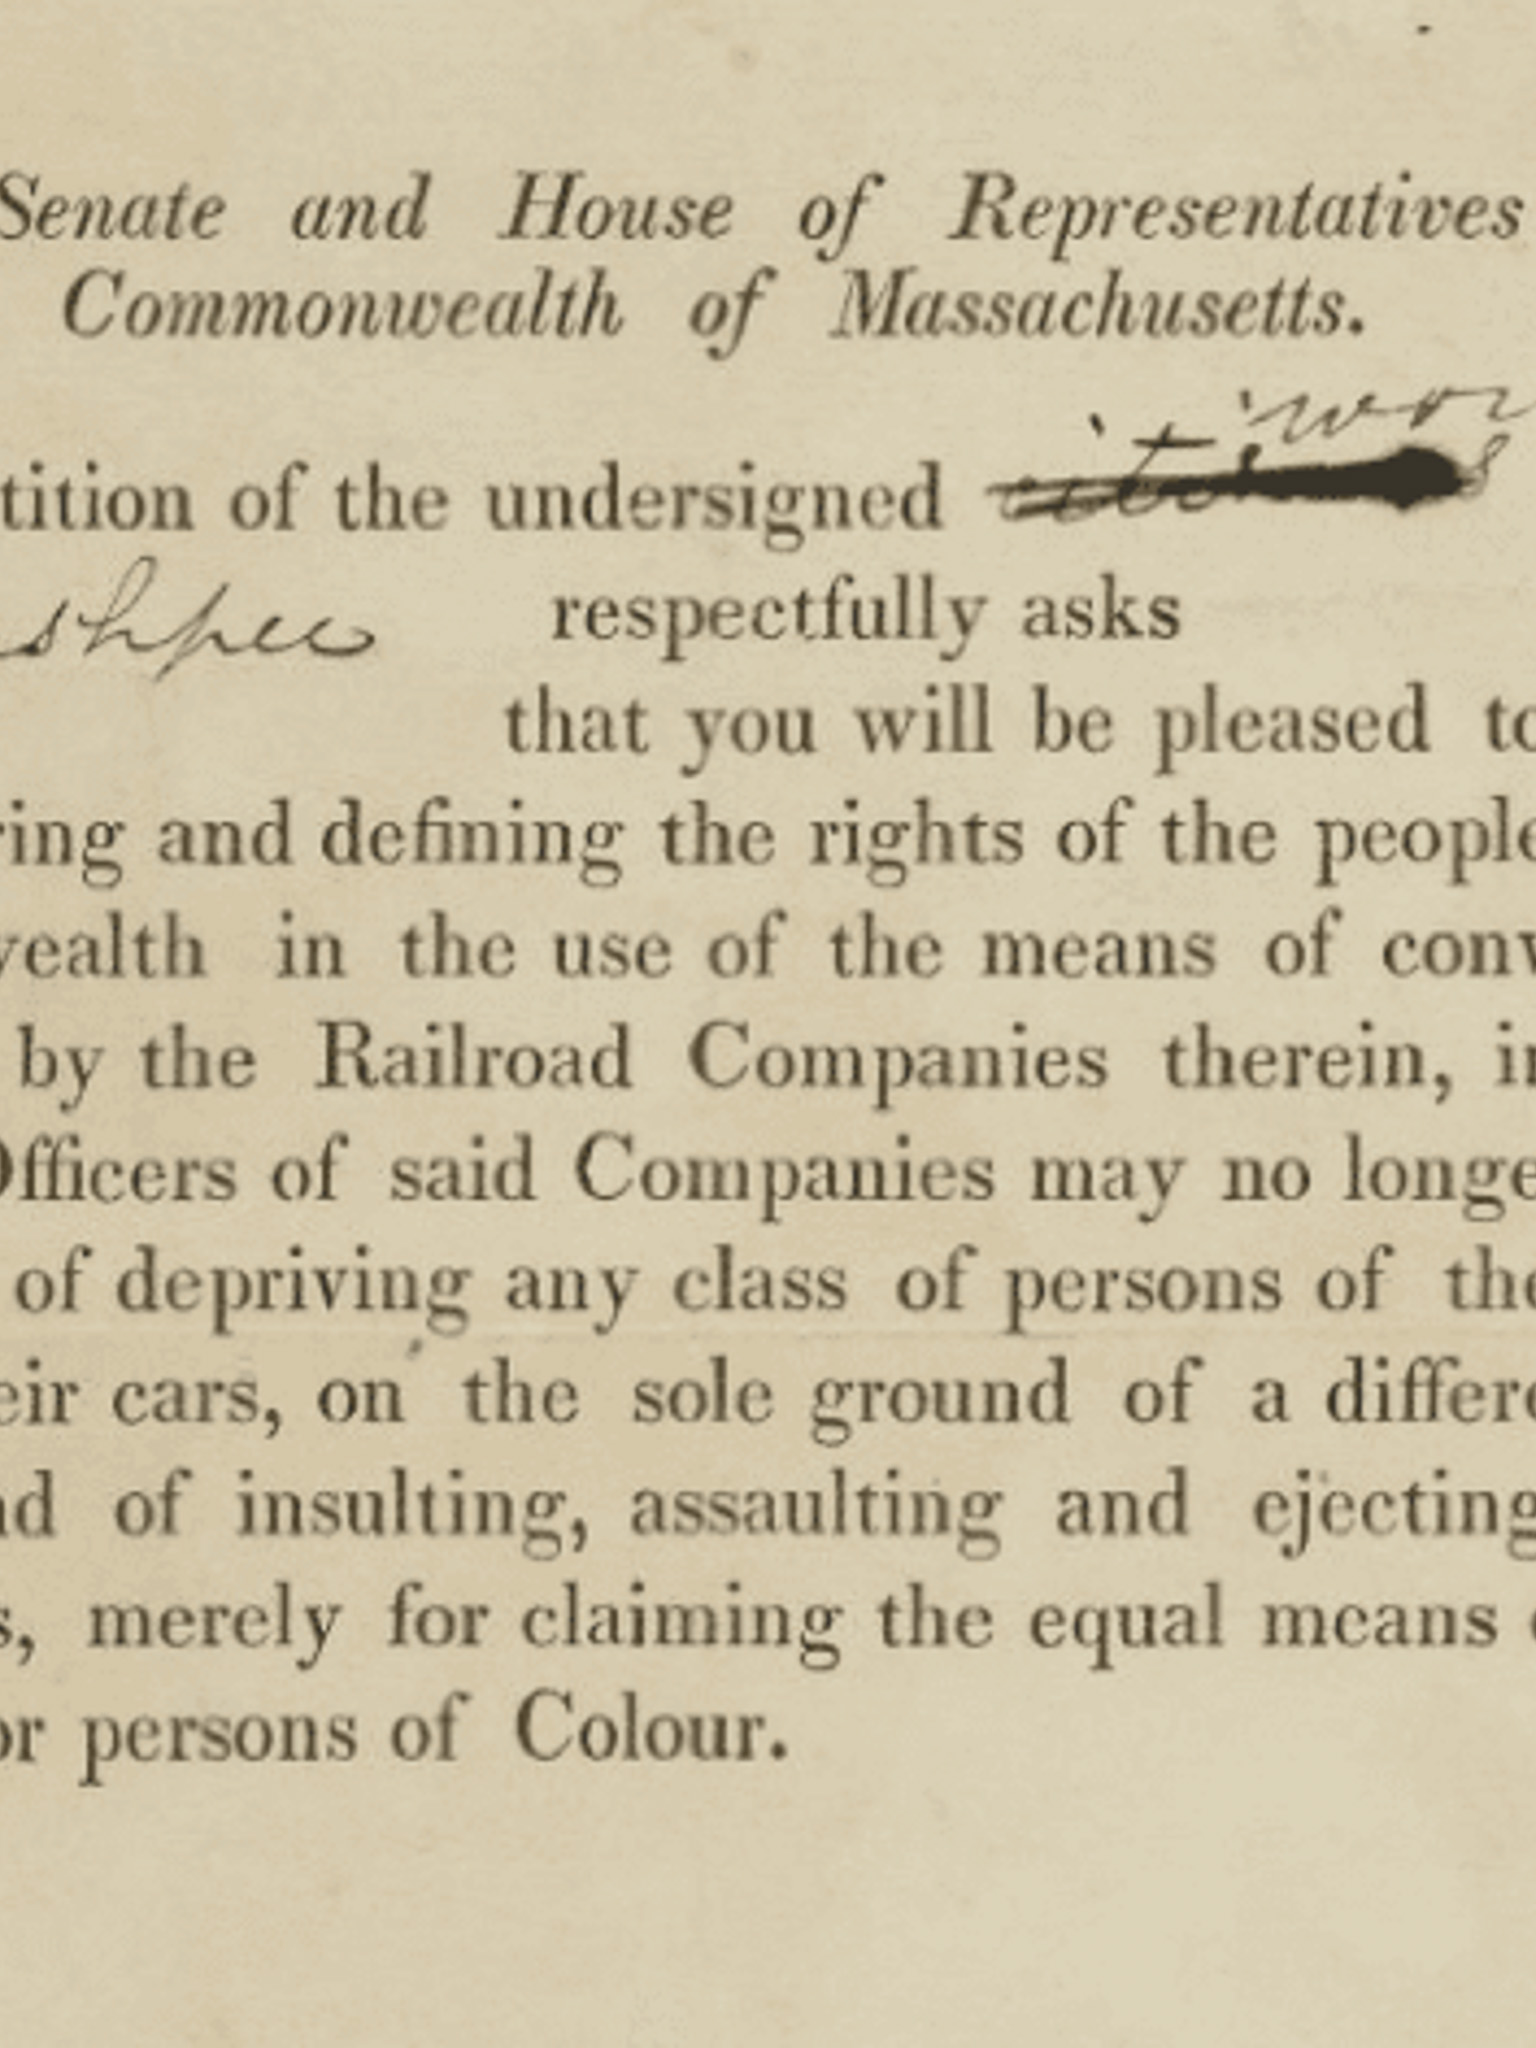 Senate and House of Representatives
Commonwealth of Massachusetts.
wor
tition of the undersigned
shpee respectfully asks
that you will be pleased to
ring and defining the rights of the people
wealth in the use of the means of conv
by the Railroad Companies therein, in
Officers of said Companies may no longe
of depriving any class of persons of the
eir cars, on the sole ground of a differe
nd of insulting, assaulting and ejecting
s, merely for claiming the equal means
or persons of Colour.